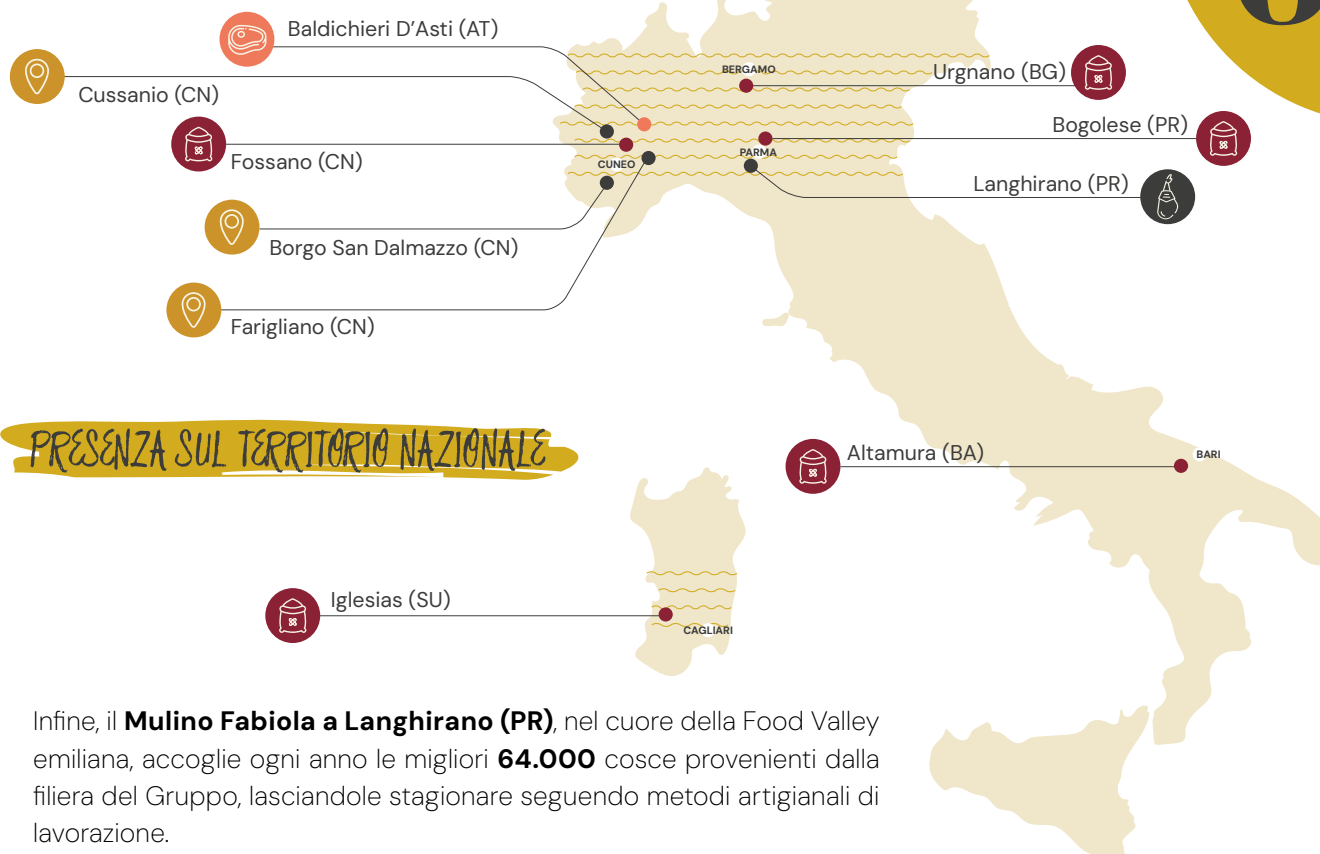 Baldichieri D'Asti (AT)
BERGAMO
Urgnano (BG)
Cussanio (CN)
Bogolese (PR)
Fossano (CN)
CUNEO
PARMA
Langhirano (PR)
Borgo San Dalmazzo (CN)
Farigliano (CN)
PRESENZA SUL TERRITORIO NAZIONALE
Altamura (BA)
BARI
Iglesias (SU)
CAGLIARI
Infine, il Mulino Fabiola a Langhirano (PR), nel cuore della Food Valley
emiliana, accoglie ogni anno le migliori 64.000 cosce provenienti dalla
filiera del Gruppo, lasciandole stagionare seguendo metodi artigianali di
lavorazione.